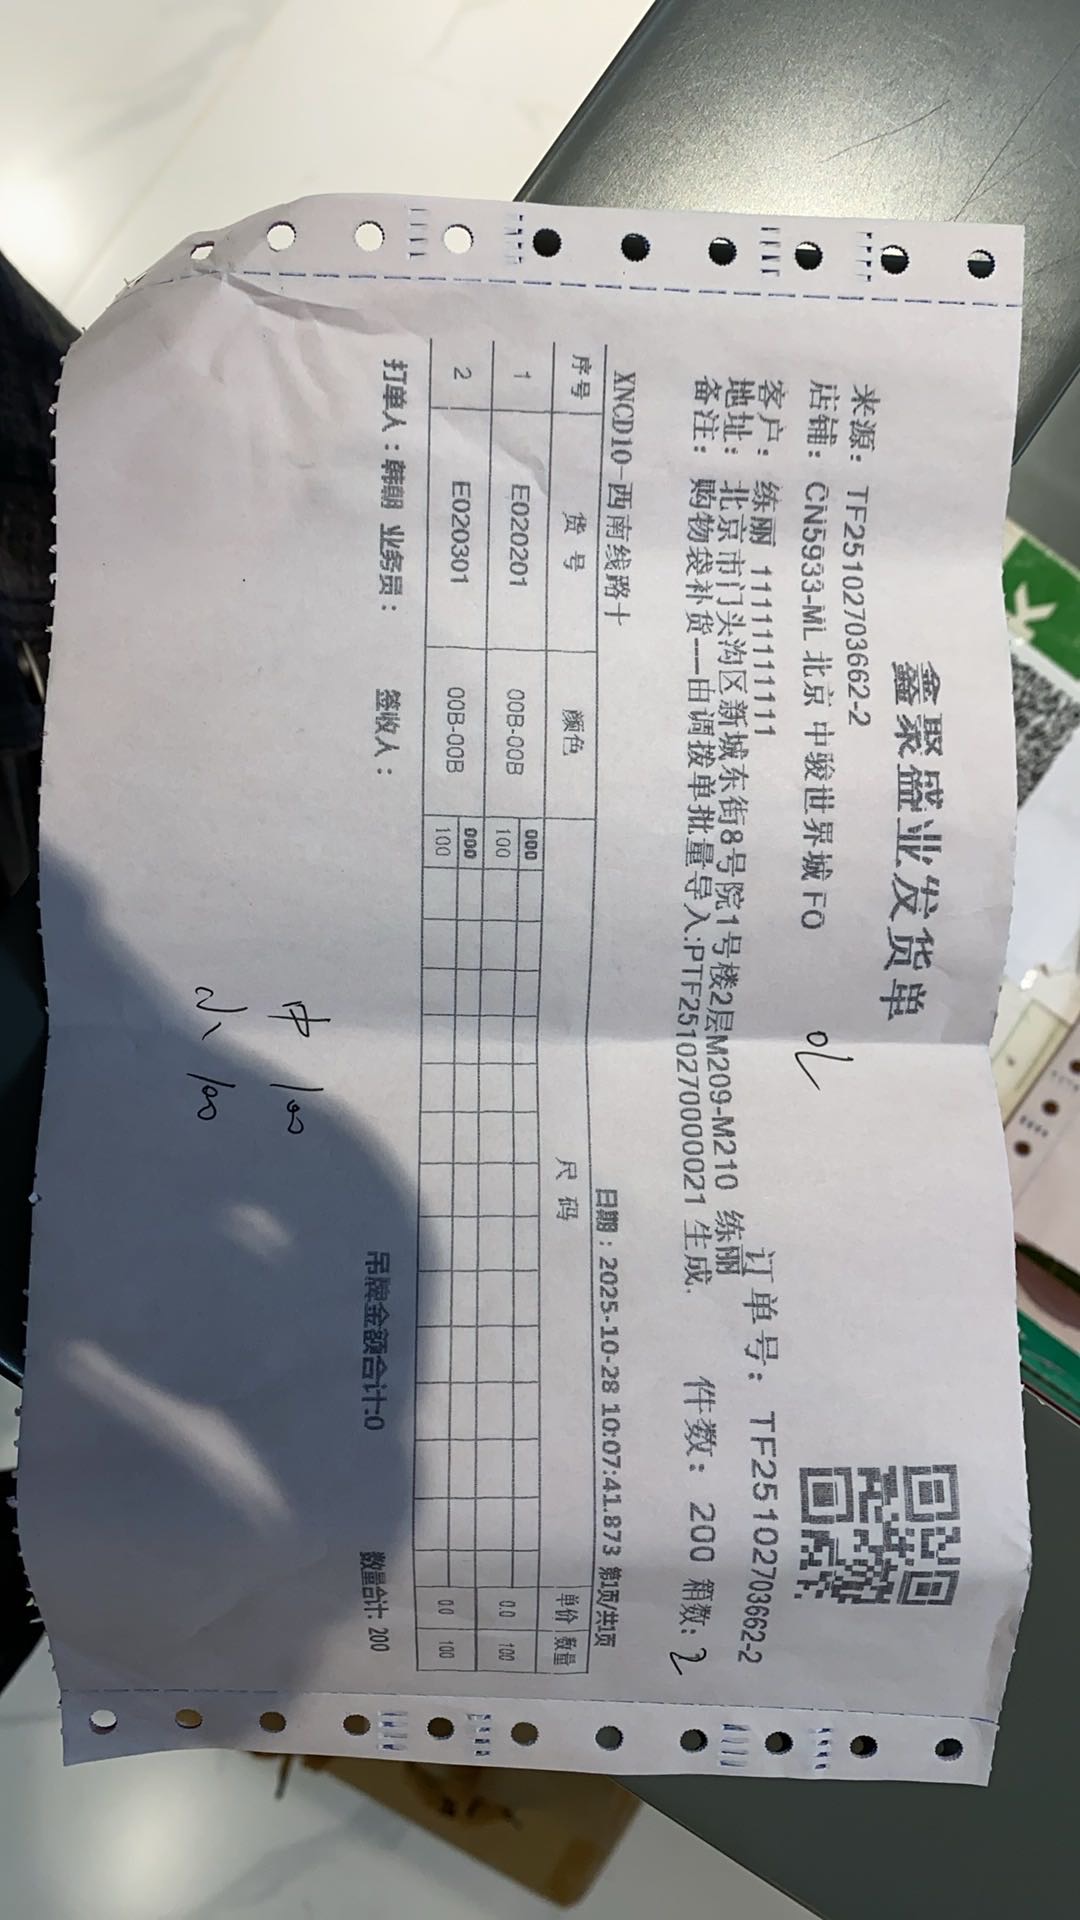 鑫聚盛业发货单
来源：TF25102703662-2
店铺：CN5933-ML 北京 中骏世界城 FO
客户：练丽 11111111111
订单号：TF25102703662-2
地址：北京市门头沟区新城东街8号院1号楼2层M209-M210 练丽
备注：购物袋补货---由调拨单批量导入:PTF2510270000021 生成.
件数：200 箱数：2
XNCD10-西南线路十
日期：2025-10-28 10:07:41.873 第1页/共1页
序号 货号 颜色 尺码 单价 数量
1 E020201 00B-00B 000 100 0.0 100
2 E020301 00B-00B 000 100 0.0 100
打单人：韩朝 业务员： 签收人： 吊牌金额合计:0 数量合计: 200
中 100
小 100